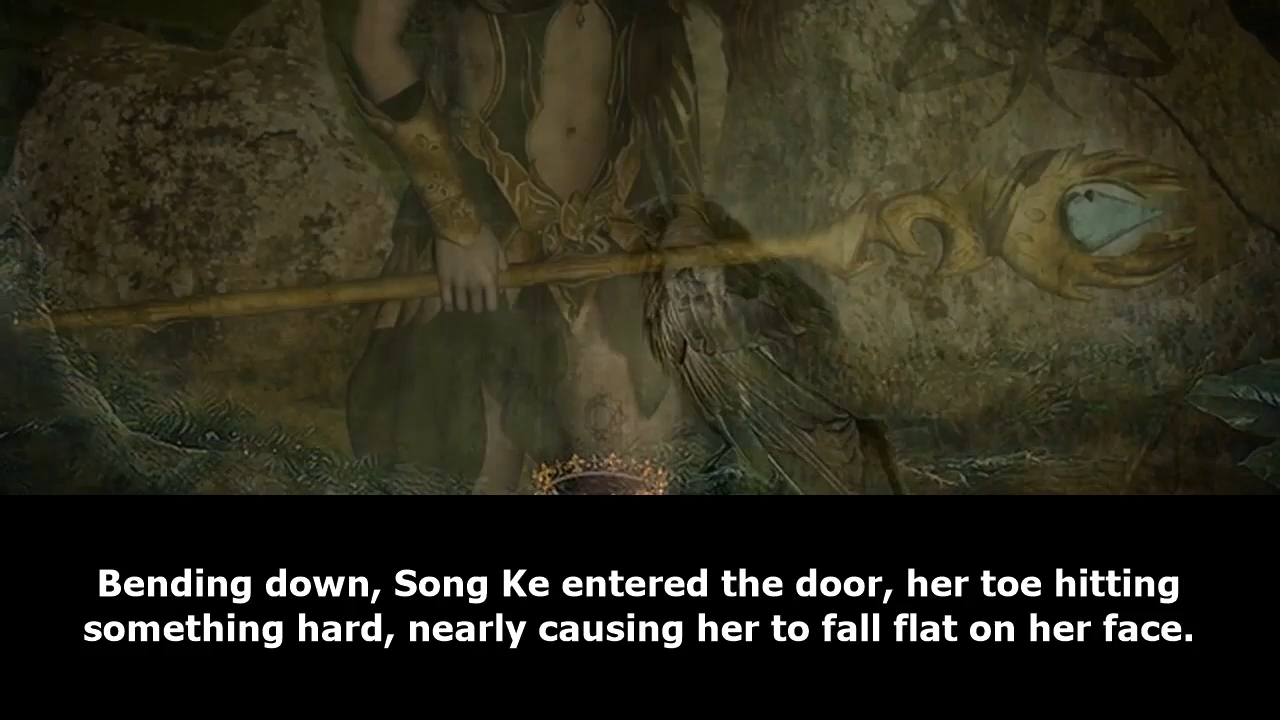 Bending down, Song Ke entered the door, her toe hitting
something hard, nearly causing her to fall flat on her face.